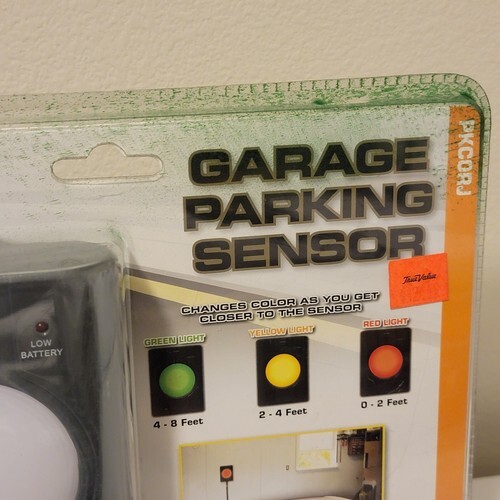 GARAGE
PARKING
SENSOR
PKCORJ
True Value
CHANGES COLOR AS YOU GET
CLOSER TO THE SENSOR
GREEN LIGHT
YELLOW LIGHT
RED LIGHT
4 - 8 Feet
2 - 4 Feet
0 - 2 Feet
LOW
BATTERY